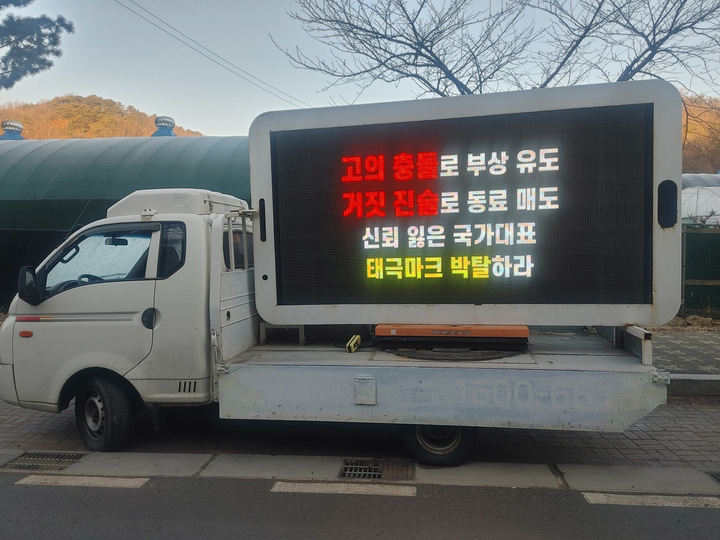 고의 충돌로 부상 유도
거짓 진술로 동료 매도
신뢰 잃은 국가대표
태극마크 박탈하라